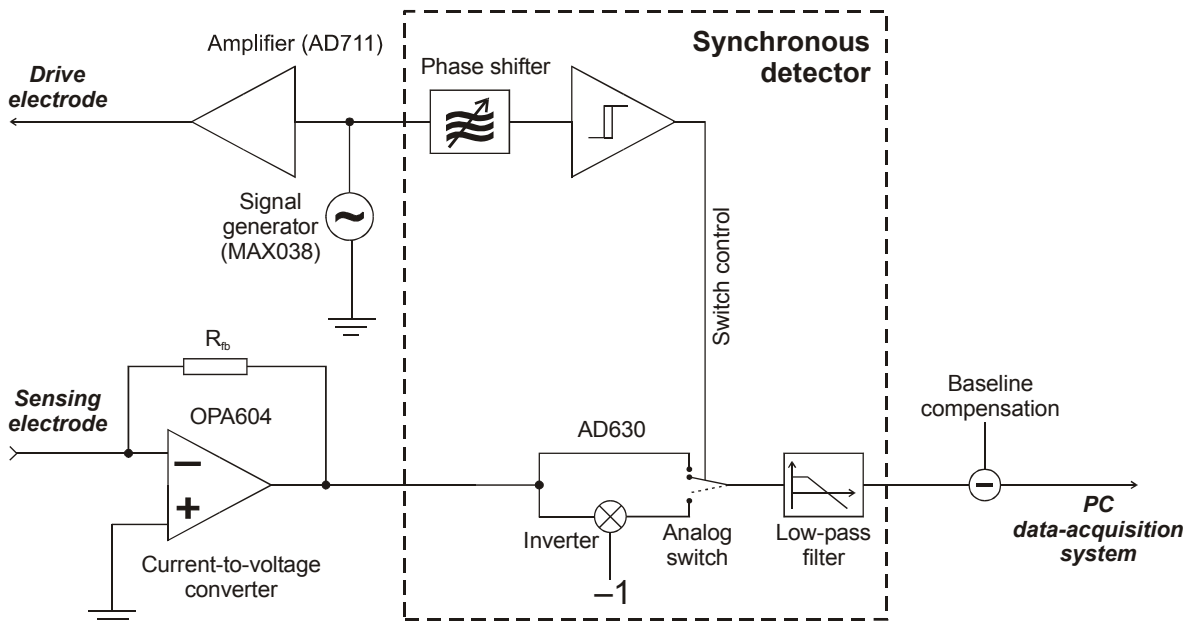 Amplifier (AD711)
Drive
electrode
Synchronous
detector
Phase shifter
Signal
generator
(MAX038)
~
Switch control
Rfb
Sensing
electrode
OPA604
−
+
Current-to-voltage
converter
AD630
Inverter
−1
Analog
switch
Low-pass
filter
Baseline
compensation
−
PC
data-acquisition
system